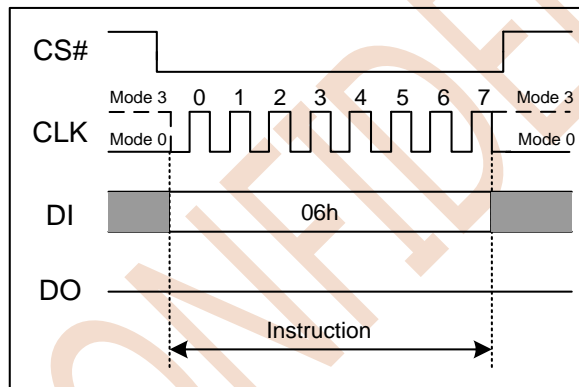 CS#
Mode 3 0 1 2 3 4 5 6 7 Mode 3
CLK
Mode 0 Mode 0
DI 06h
DO
Instruction